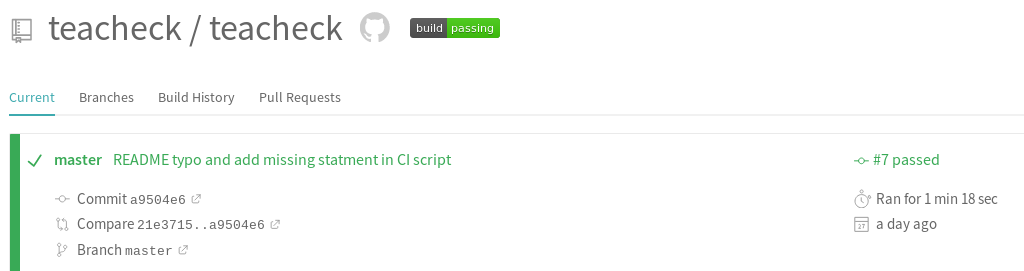 teacheck / teacheck build passing
Current Branches Build History Pull Requests
master README typo and add missing statment in CI script #7 passed
Commit a9504e6 Ran for 1 min 18 sec
Compare 21e3715..a9504e6 27 a day ago
Branch master